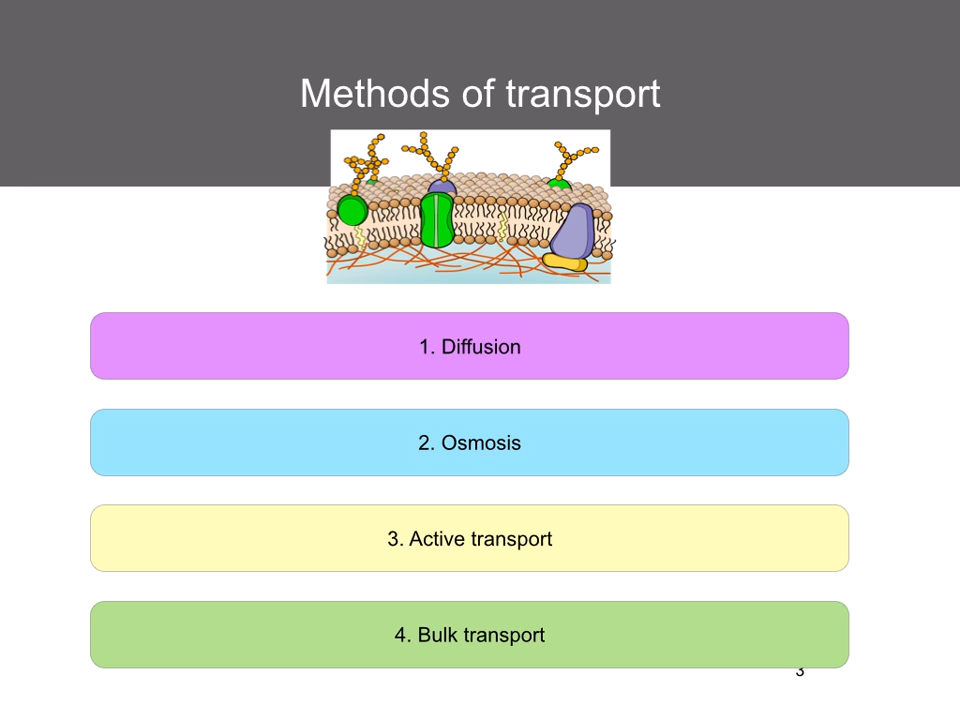 Methods of transport
1. Diffusion
2. Osmosis
3. Active transport
4. Bulk transport
3